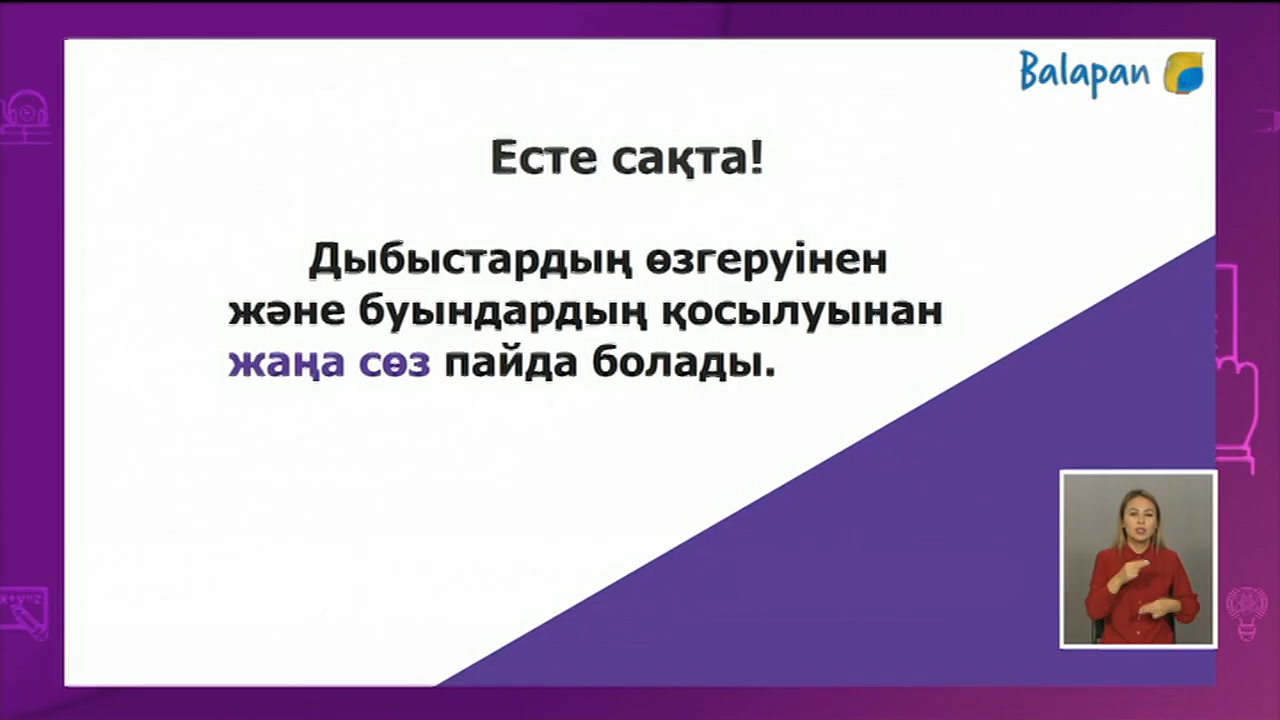 Balapan
Есте сақта!
Дыбыстардың өзгеруінен
және буындардың қосылуынан
жаңа сөз пайда болады.
x+y=z